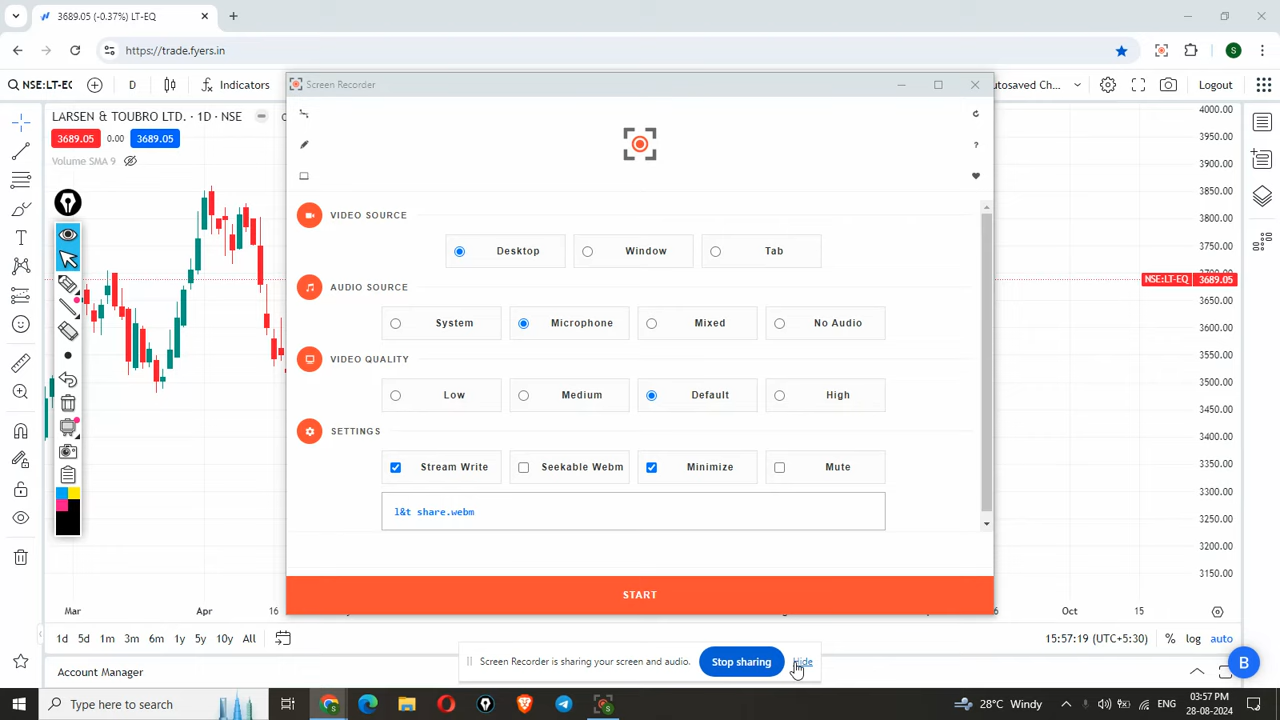 3689.05 (-0.37%) LT-EQ
https://trade.fyers.in
S
NSE:LT-EQ
D
Indicators
Autosaved Ch...
Logout
Screen Recorder
LARSEN & TOUBRO LTD. · 1D · NSE
3689.05 0.00 3689.05
Volume SMA 9
VIDEO SOURCE
Desktop Window Tab
AUDIO SOURCE
System Microphone Mixed No Audio
VIDEO QUALITY
Low Medium Default High
SETTINGS
Stream Write Seekable Webm Minimize Mute
l&t share.webm
START
4000.00
3950.00
3900.00
3850.00
3800.00
3750.00
NSE:LT-EQ 3689.05
3650.00
3600.00
3550.00
3500.00
3450.00
3400.00
3350.00
3300.00
3250.00
3200.00
3150.00
Mar Apr 16 Oct 15
1d 5d 1m 3m 6m 1y 5y 10y All
15:57:19 (UTC+5:30) % log auto
Screen Recorder is sharing your screen and audio. Stop sharing Hide
Account Manager
B
Type here to search
28°C Windy
ENG
03:57 PM
28-08-2024